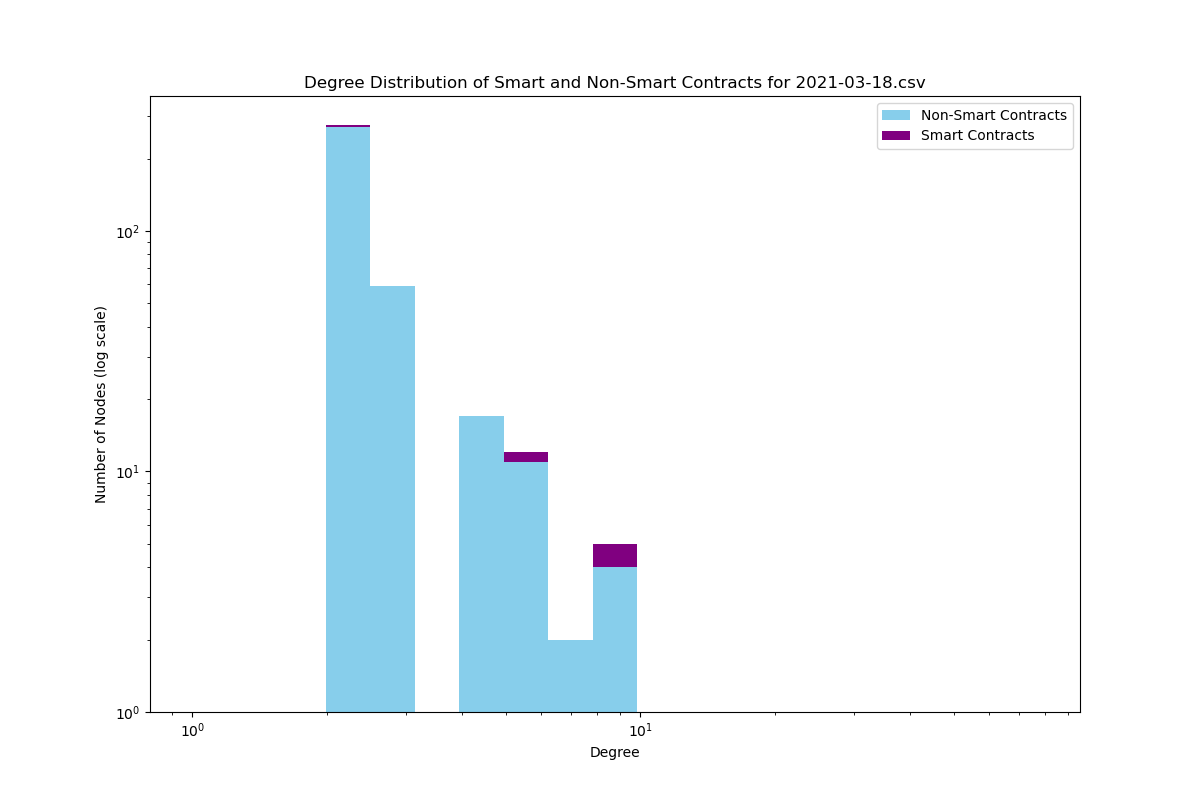 Degree Distribution of Smart and Non-Smart Contracts for 2021-03-18.csv
Non-Smart Contracts
Smart Contracts
Number of Nodes (log scale)
10²
10¹
10⁰
10⁰ 10¹
Degree